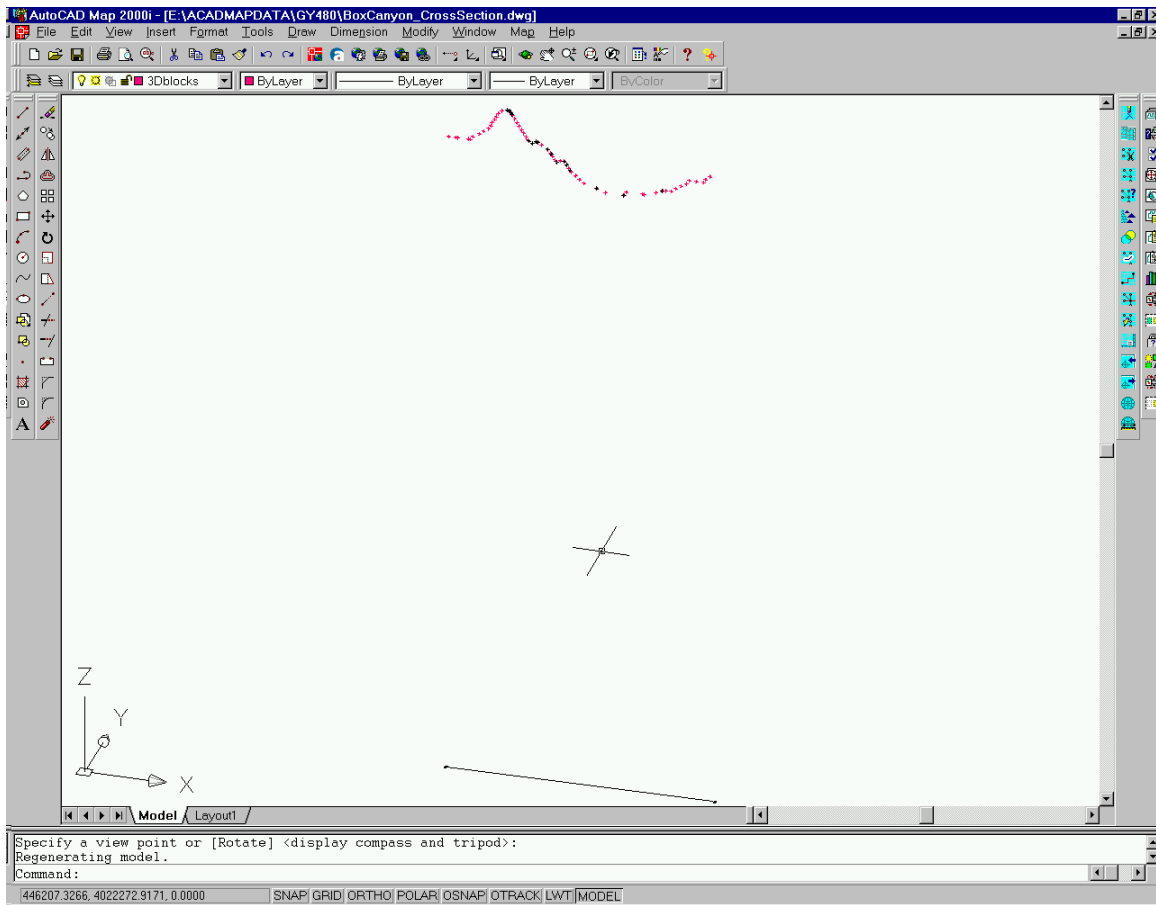 AutoCAD Map 2000i - [E:\ACADMAPDATA\GY480\BoxCanyon_CrossSection.dwg]
File Edit View Insert Format Tools Draw Dimension Modify Window Map Help
3Dblocks ByLayer ByLayer ByLayer ByColor
Z
Y
X
Model Layout1
Specify a view point or [Rotate] <display compass and tripod>:
Regenerating model.
Command:
446207.3266, 4022272.9171, 0.0000 SNAP GRID ORTHO POLAR OSNAP OTRACK LWT MODEL